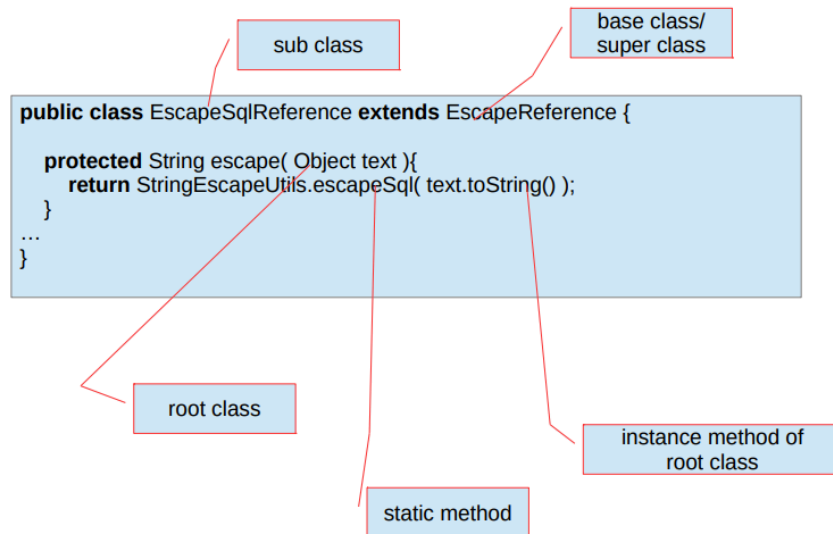 sub class
base class/
super class
public class EscapeSqlReference extends EscapeReference {
protected String escape( Object text ){
return StringEscapeUtils.escapeSql( text.toString() );
}
...
}
root class
instance method of
root class
static method